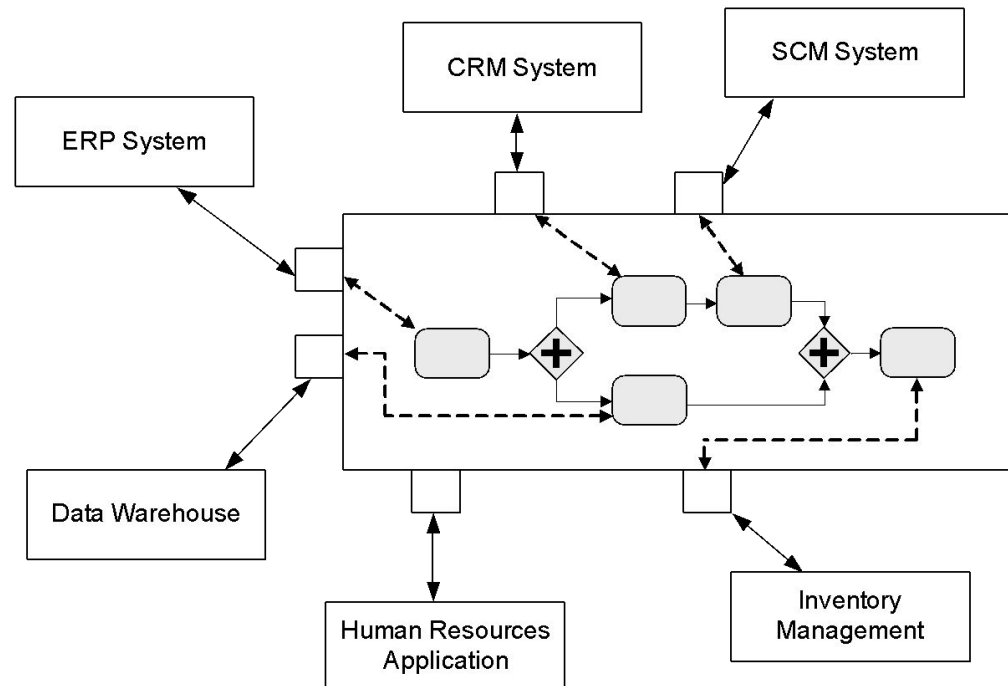 CRM System
SCM System
ERP System
Data Warehouse
Human Resources
Application
Inventory
Management